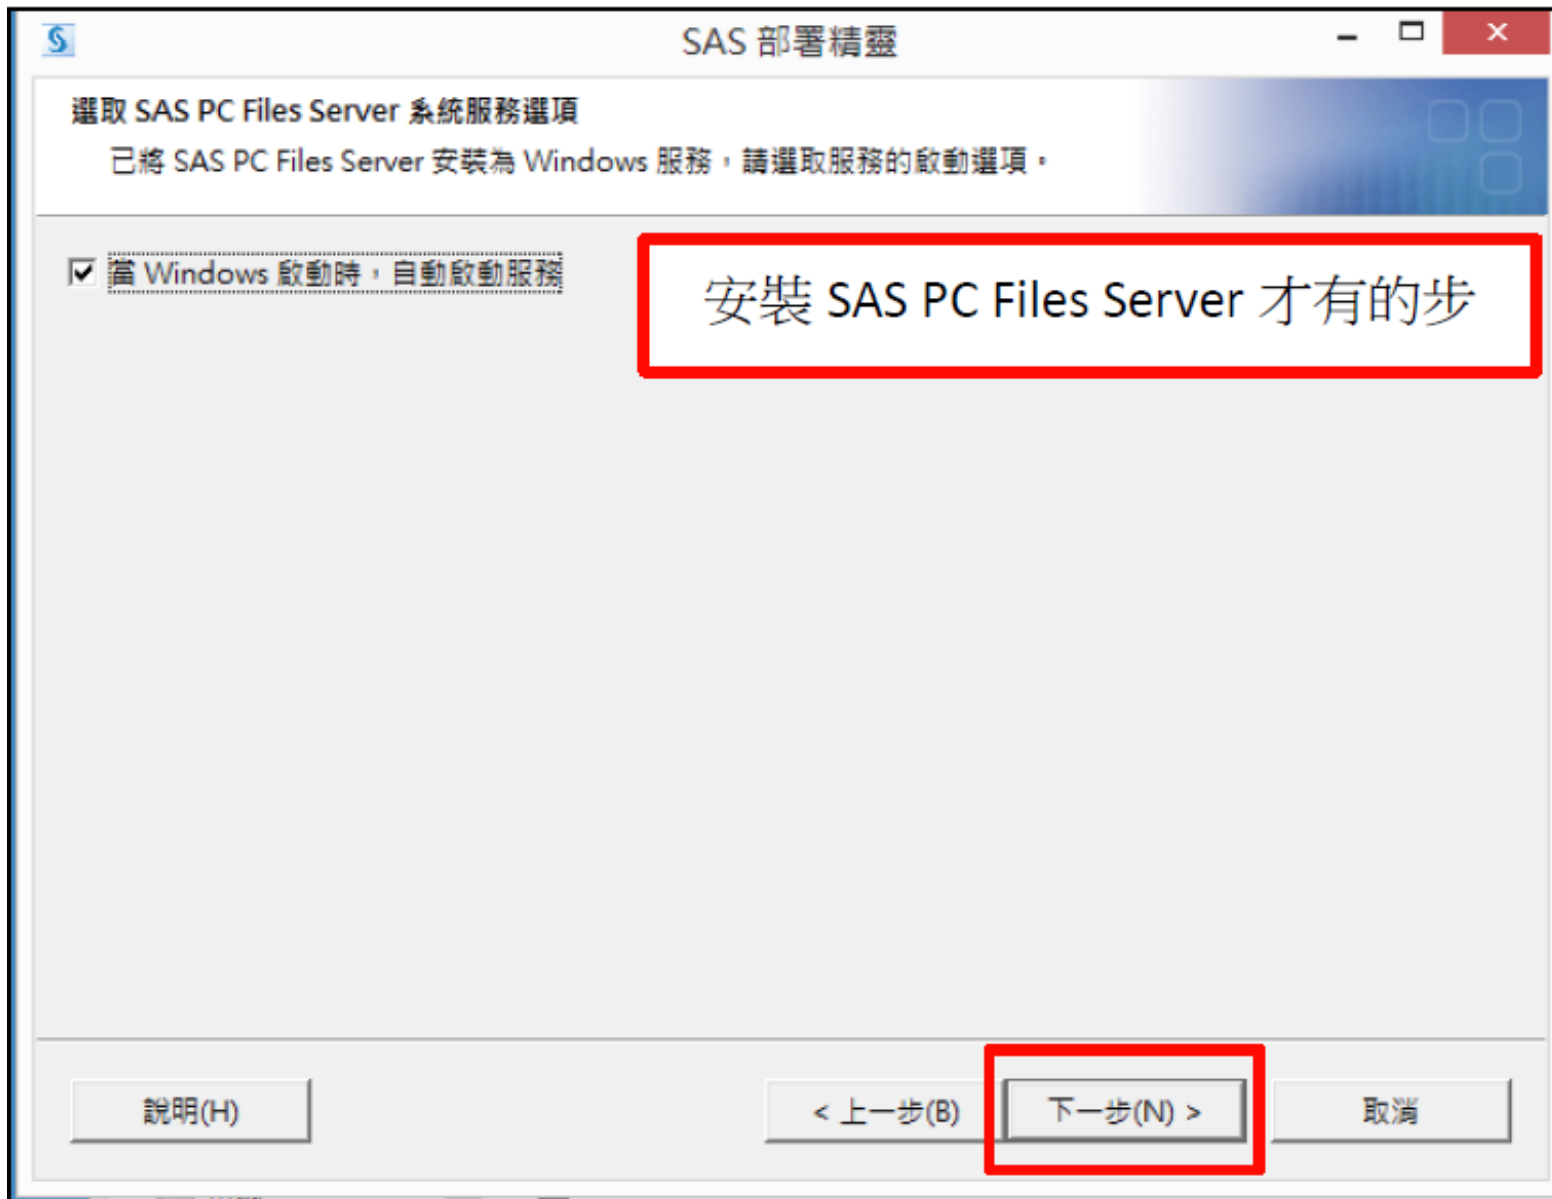 SAS 部署精靈
選取 SAS PC Files Server 系統服務選項
已將 SAS PC Files Server 安裝為 Windows 服務，請選取服務的啟動選項。
當 Windows 啟動時，自動啟動服務
安裝 SAS PC Files Server 才有的步
說明(H)
< 上一步(B)
下一步(N) >
取消